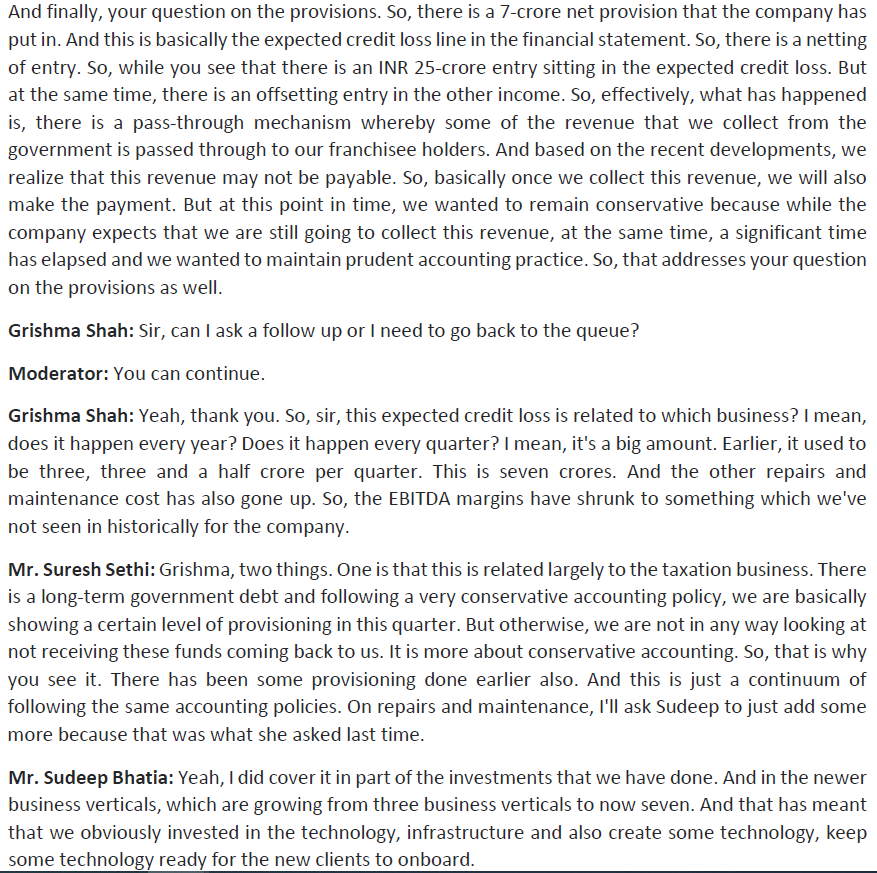 And finally, your question on the provisions. So, there is a 7-crore net provision that the company has
put in. And this is basically the expected credit loss line in the financial statement. So, there is a netting
of entry. So, while you see that there is an INR 25-crore entry sitting in the expected credit loss. But
at the same time, there is an offsetting entry in the other income. So, effectively, what has happened
is, there is a pass-through mechanism whereby some of the revenue that we collect from the
government is passed through to our franchisee holders. And based on the recent developments, we
realize that this revenue may not be payable. So, basically once we collect this revenue, we will also
make the payment. But at this point in time, we wanted to remain conservative because while the
company expects that we are still going to collect this revenue, at the same time, a significant time
has elapsed and we wanted to maintain prudent accounting practice. So, that addresses your question
on the provisions as well.
Grishma Shah: Sir, can I ask a follow up or I need to go back to the queue?
Moderator: You can continue.
Grishma Shah: Yeah, thank you. So, sir, this expected credit loss is related to which business? I mean,
does it happen every year? Does it happen every quarter? I mean, it's a big amount. Earlier, it used to
be three, three and a half crore per quarter. This is seven crores. And the other repairs and
maintenance cost has also gone up. So, the EBITDA margins have shrunk to something which we've
not seen in historically for the company.
Mr. Suresh Sethi: Grishma, two things. One is that this is related largely to the taxation business. There
is a long-term government debt and following a very conservative accounting policy, we are basically
showing a certain level of provisioning in this quarter. But otherwise, we are not in any way looking at
not receiving these funds coming back to us. It is more about conservative accounting. So, that is why
you see it. There has been some provisioning done earlier also. And this is just a continuum of
following the same accounting policies. On repairs and maintenance, I'll ask Sudeep to just add some
more because that was what she asked last time.
Mr. Sudeep Bhatia: Yeah, I did cover it in part of the investments that we have done. And in the newer
business verticals, which are growing from three business verticals to now seven. And that has meant
that we obviously invested in the technology, infrastructure and also create some technology, keep
some technology ready for the new clients to onboard.